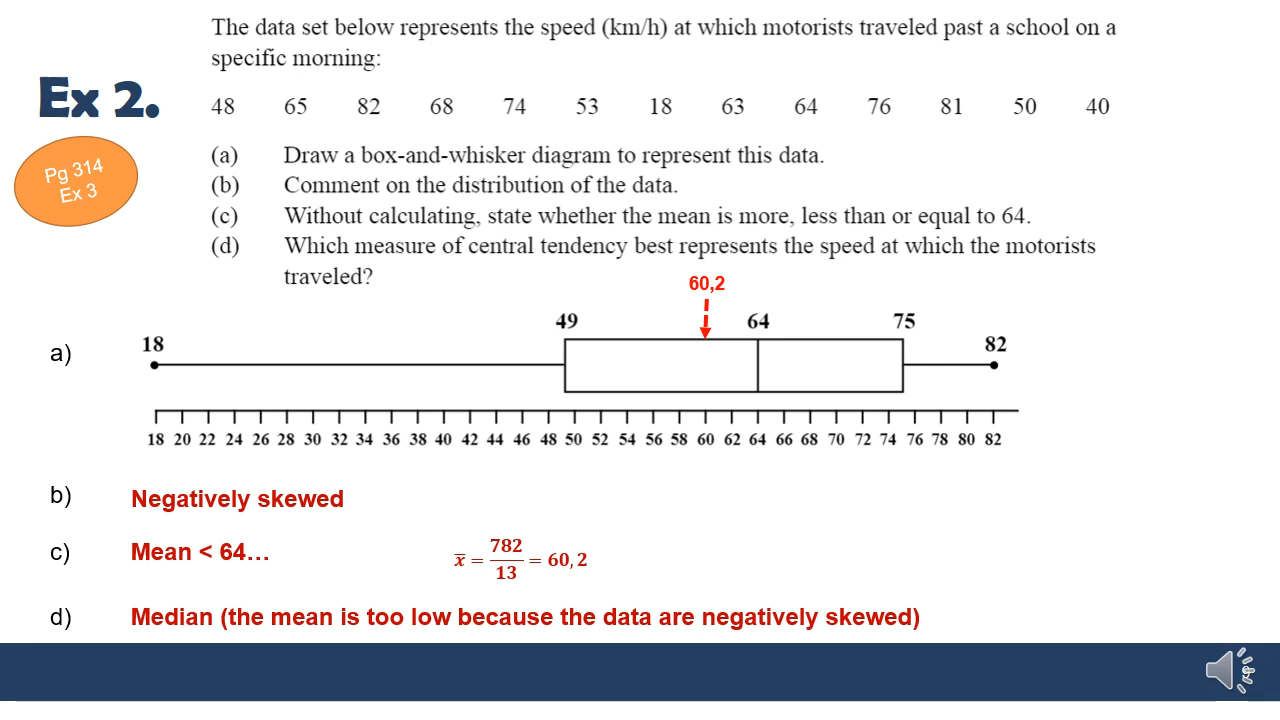 The data set below represents the speed (km/h) at which motorists traveled past a school on a
specific morning:
Ex 2.
48 65 82 68 74 53 18 63 64 76 81 50 40
Pg 314
Ex 3
(a) Draw a box-and-whisker diagram to represent this data.
(b) Comment on the distribution of the data.
(c) Without calculating, state whether the mean is more, less than or equal to 64.
(d) Which measure of central tendency best represents the speed at which the motorists
traveled?
60,2
49 64 75
a) 18 82
18 20 22 24 26 28 30 32 34 36 38 40 42 44 46 48 50 52 54 56 58 60 62 64 66 68 70 72 74 76 78 80 82
b) Negatively skewed
c) Mean < 64... x̅ = 782/13 = 60,2
d) Median (the mean is too low because the data are negatively skewed)